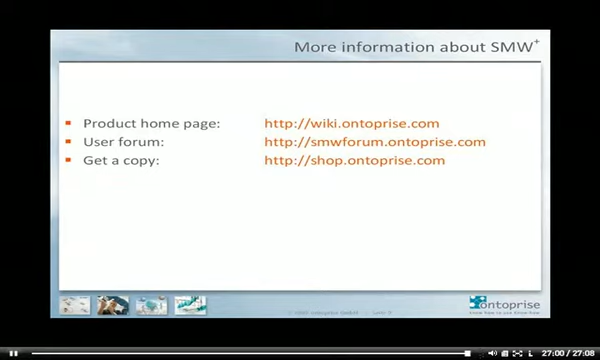 More information about SMW+
Product home page: http://wiki.ontoprise.com
User forum: http://smwforum.ontoprise.com
Get a copy: http://shop.ontoprise.com
ontoprise
27:00 / 27:08